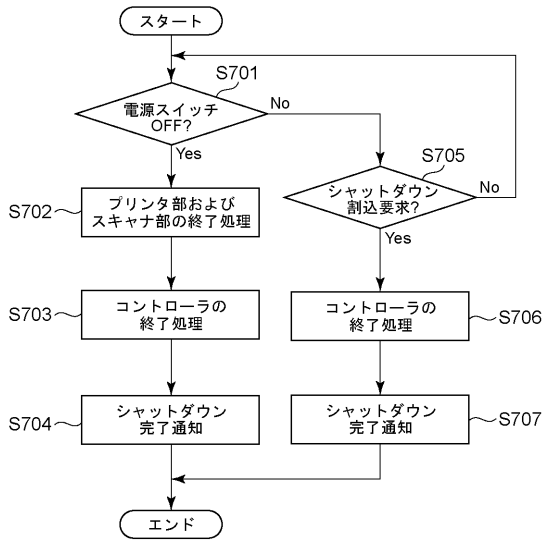 スタート
S701
電源スイッチ
OFF?
No
Yes
S705
シャットダウン
割込要求?
No
Yes
S702
プリンタ部および
スキャナ部の終了処理
S703
コントローラの
終了処理
コントローラの
終了処理
S706
S704
シャットダウン
完了通知
シャットダウン
完了通知
S707
エンド